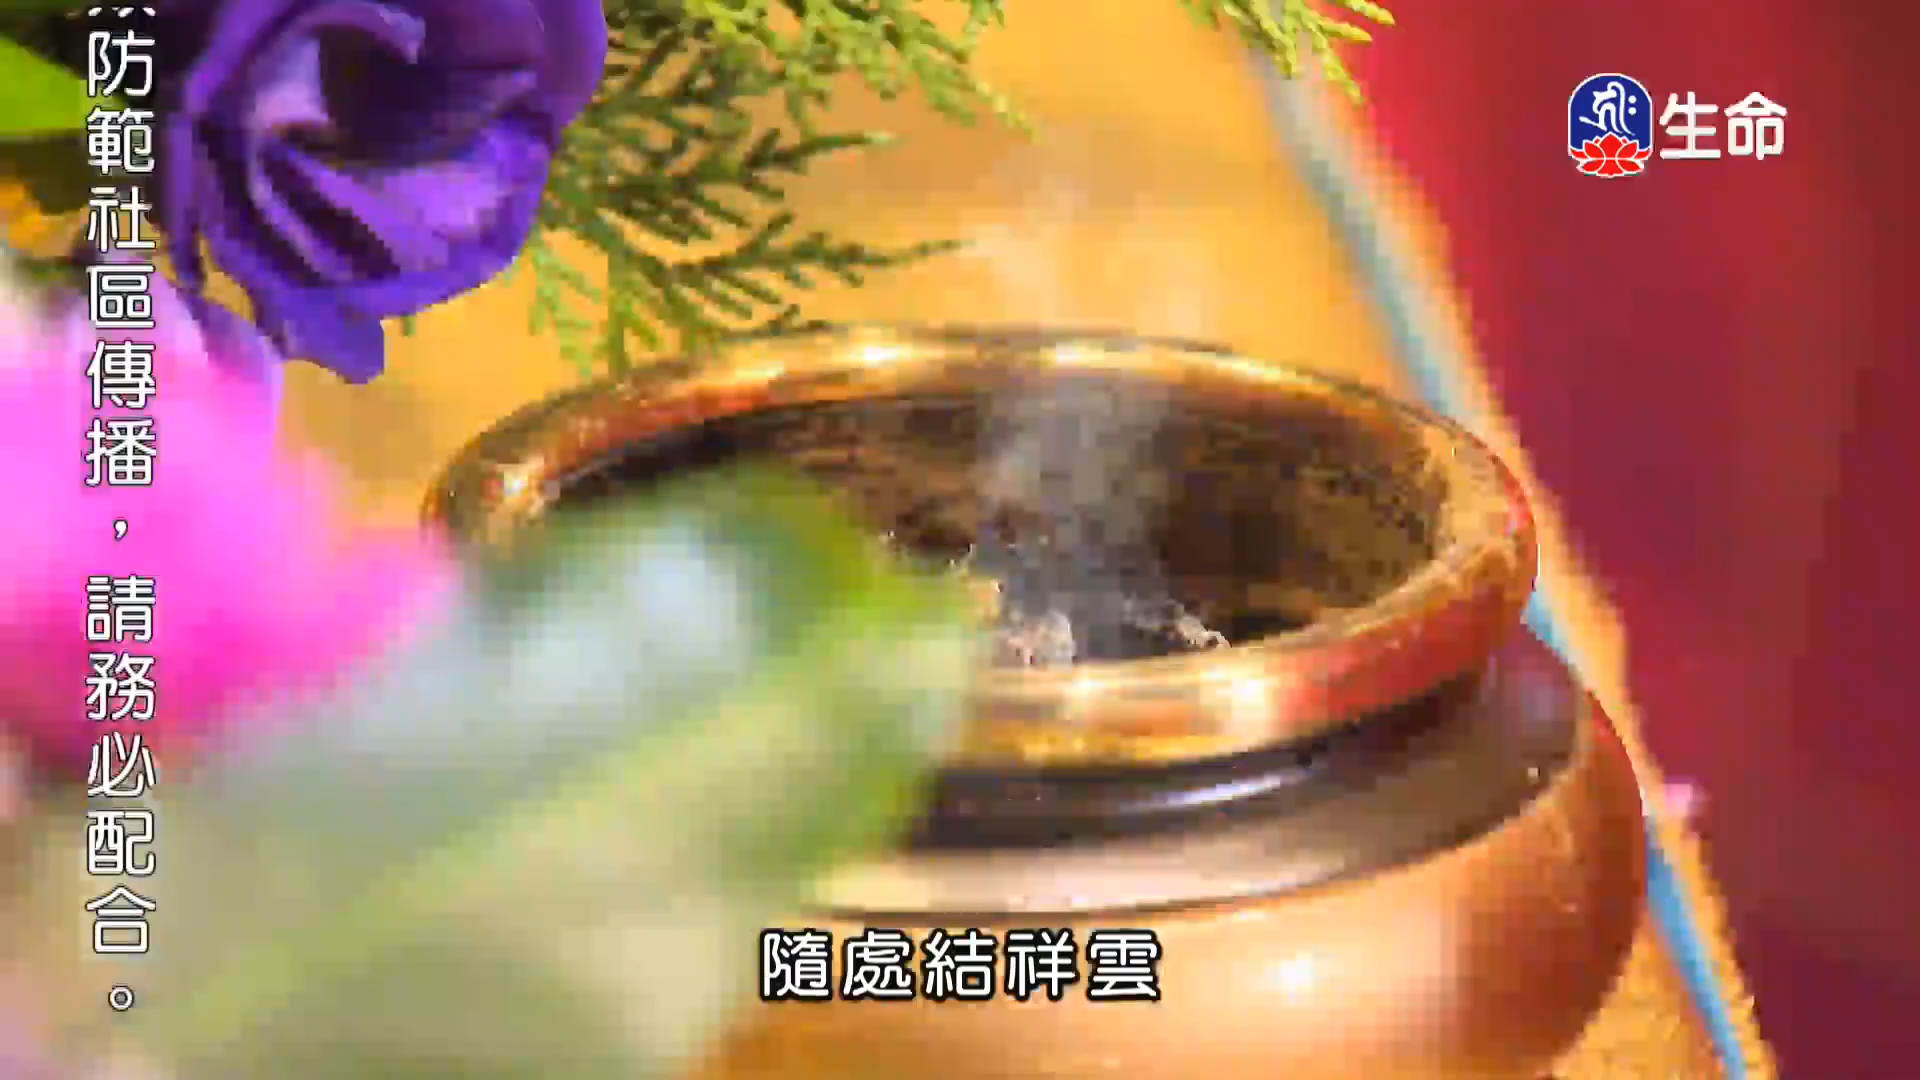 防範社區傳播，請務必配合。
生命
隨處結祥雲